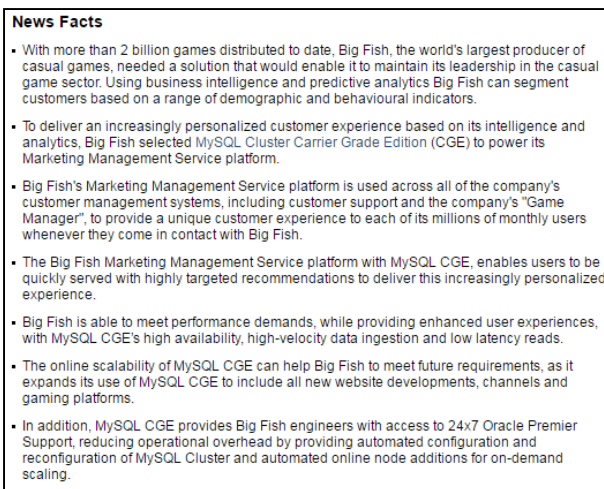 News Facts
▪ With more than 2 billion games distributed to date, Big Fish, the world's largest producer of
casual games, needed a solution that would enable it to maintain its leadership in the casual
game sector. Using business intelligence and predictive analytics Big Fish can segment
customers based on a range of demographic and behavioural indicators.
▪ To deliver an increasingly personalized customer experience based on its intelligence and
analytics, Big Fish selected MySQL Cluster Carrier Grade Edition (CGE) to power its
Marketing Management Service platform.
▪ Big Fish's Marketing Management Service platform is used across all of the company's
customer management systems, including customer support and the company's "Game
Manager", to provide a unique customer experience to each of its millions of monthly users
whenever they come in contact with Big Fish.
▪ The Big Fish Marketing Management Service platform with MySQL CGE, enables users to be
quickly served with highly targeted recommendations to deliver this increasingly personalized
experience.
▪ Big Fish is able to meet performance demands, while providing enhanced user experiences,
with MySQL CGE's high availability, high-velocity data ingestion and low latency reads.
▪ The online scalability of MySQL CGE can help Big Fish to meet future requirements, as it
expands its use of MySQL CGE to include all new website developments, channels and
gaming platforms.
▪ In addition, MySQL CGE provides Big Fish engineers with access to 24x7 Oracle Premier
Support, reducing operational overhead by providing automated configuration and
reconfiguration of MySQL Cluster and automated online node additions for on-demand
scaling.